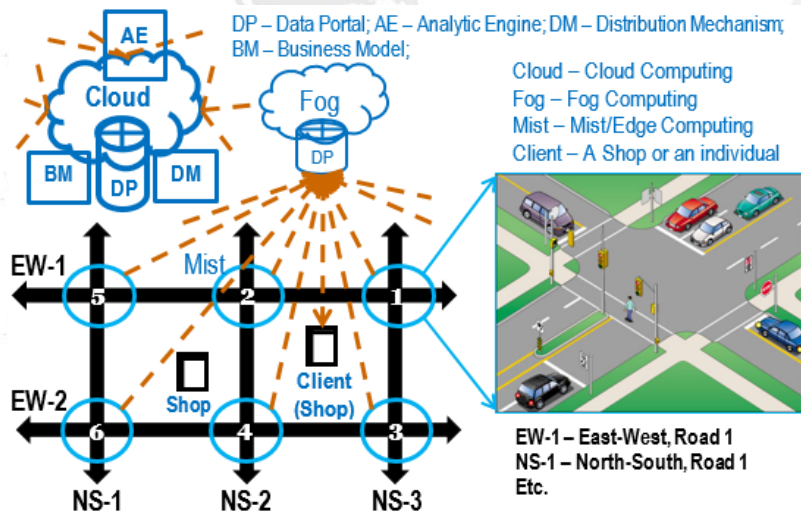 DP – Data Portal; AE – Analytic Engine; DM – Distribution Mechanism;
BM – Business Model;
AE
Cloud
BM
DP
DM
Fog
DP
Cloud – Cloud Computing
Fog – Fog Computing
Mist – Mist/Edge Computing
Client – A Shop or an individual
EW-1
Mist
5
2
1
Shop
Client
(Shop)
EW-2
6
4
3
NS-1
NS-2
NS-3
EW-1 – East-West, Road 1
NS-1 – North-South, Road 1
Etc.